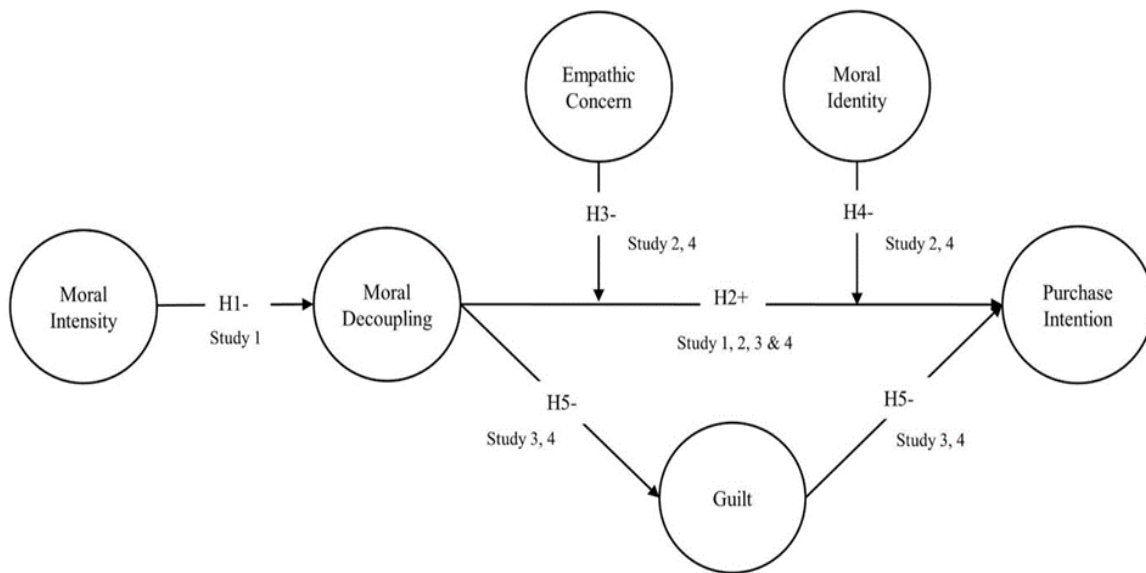 Empathic
Concern
Moral
Identity
H3-
Study 2, 4
H4-
Study 2, 4
Moral
Intensity
H1-
Study 1
Moral
Decoupling
H2+
Study 1, 2, 3 & 4
Purchase
Intention
H5-
Study 3, 4
H5-
Study 3, 4
Guilt